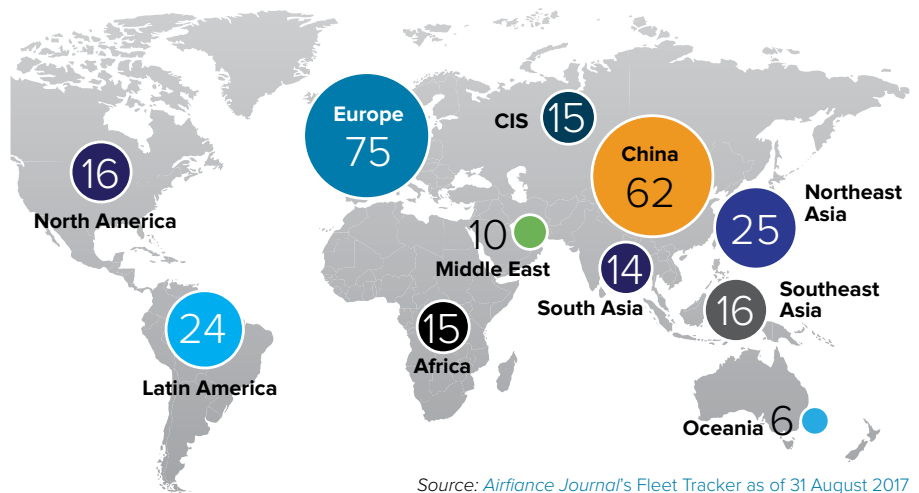 Europe
75
CIS
15
China
62
16
North America
Northeast
Asia
25
10
Middle East
14
South Asia
Southeast
Asia
16
24
Latin America
15
Africa
Oceania 6
Source: Airfiance Journal's Fleet Tracker as of 31 August 2017